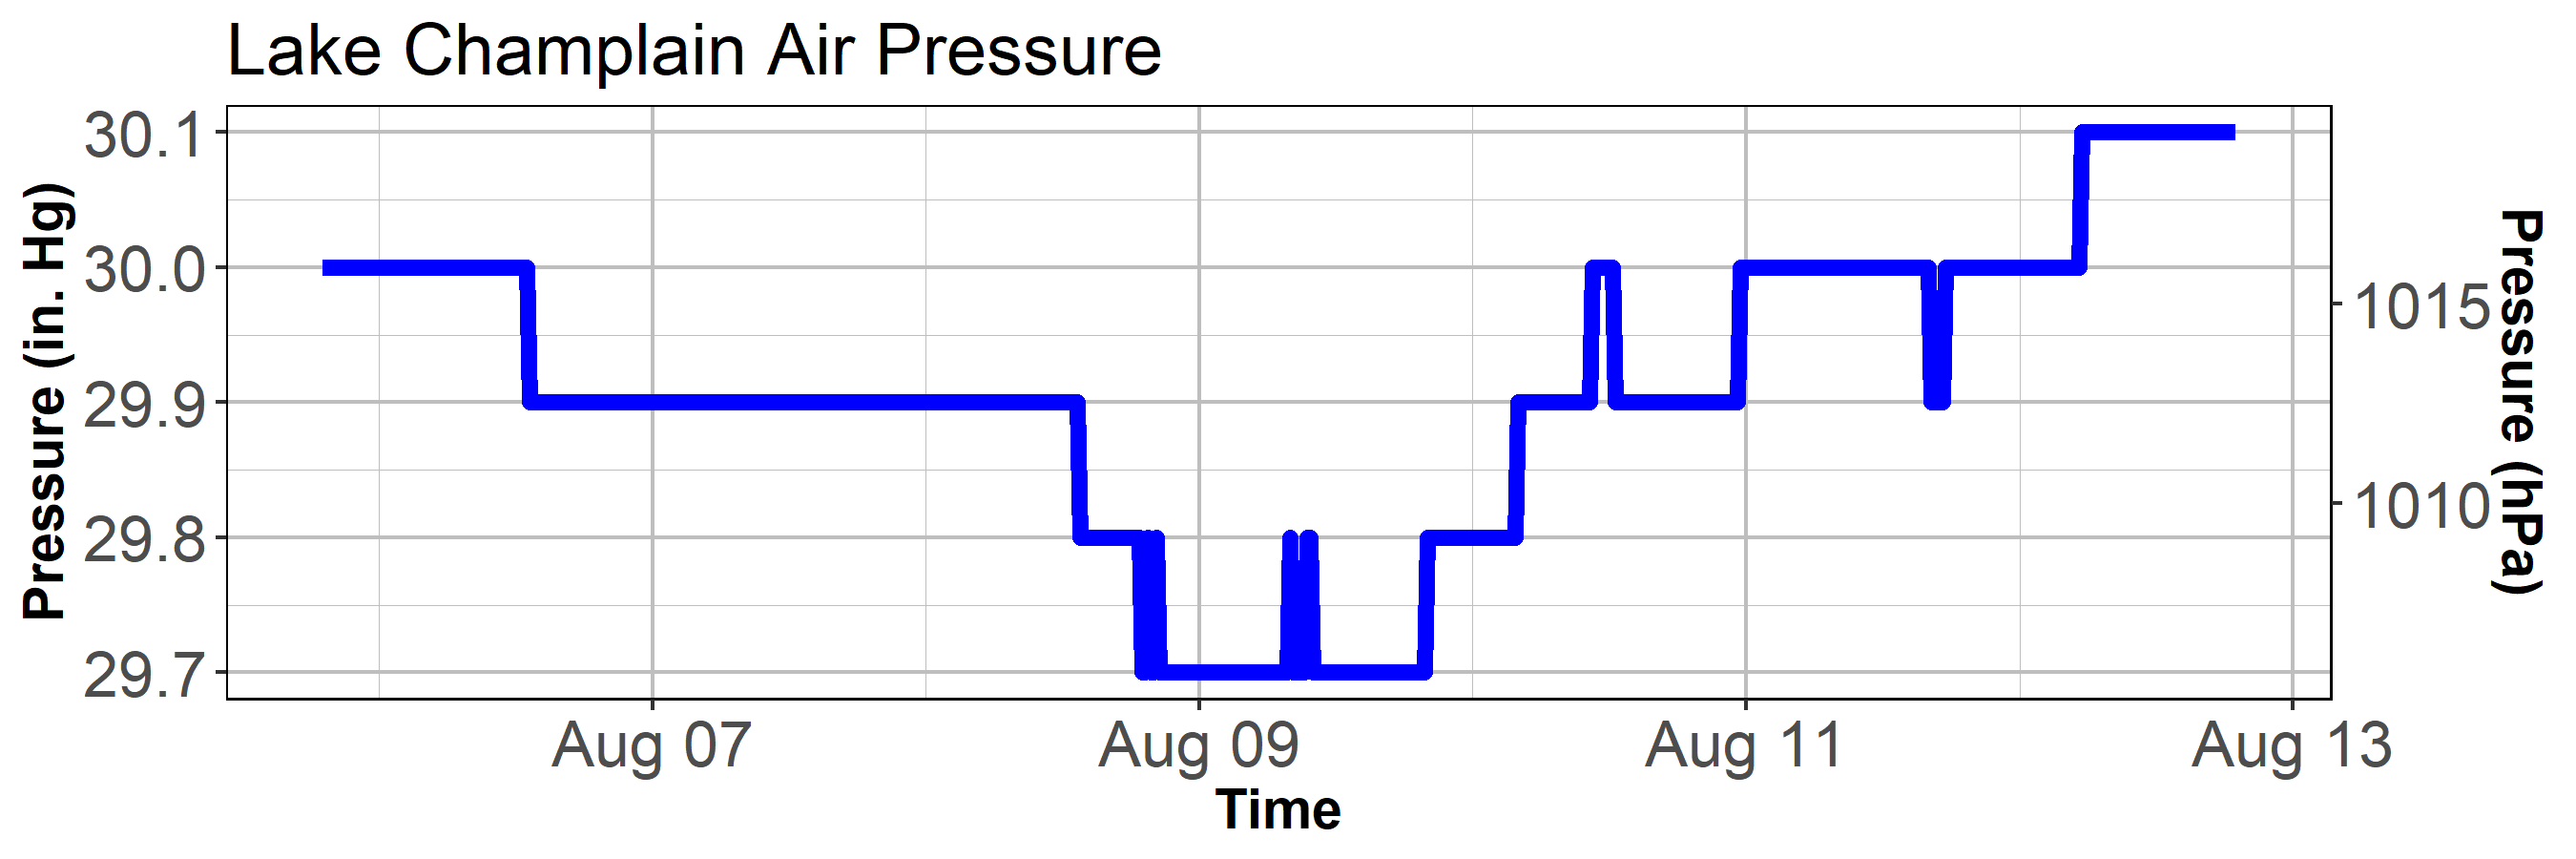 Lake Champlain Air Pressure
30.1
30.0
29.9
29.8
29.7
Pressure (in. Hg)
1015
1010
Pressure (hPa)
Aug 07
Aug 09
Aug 11
Aug 13
Time